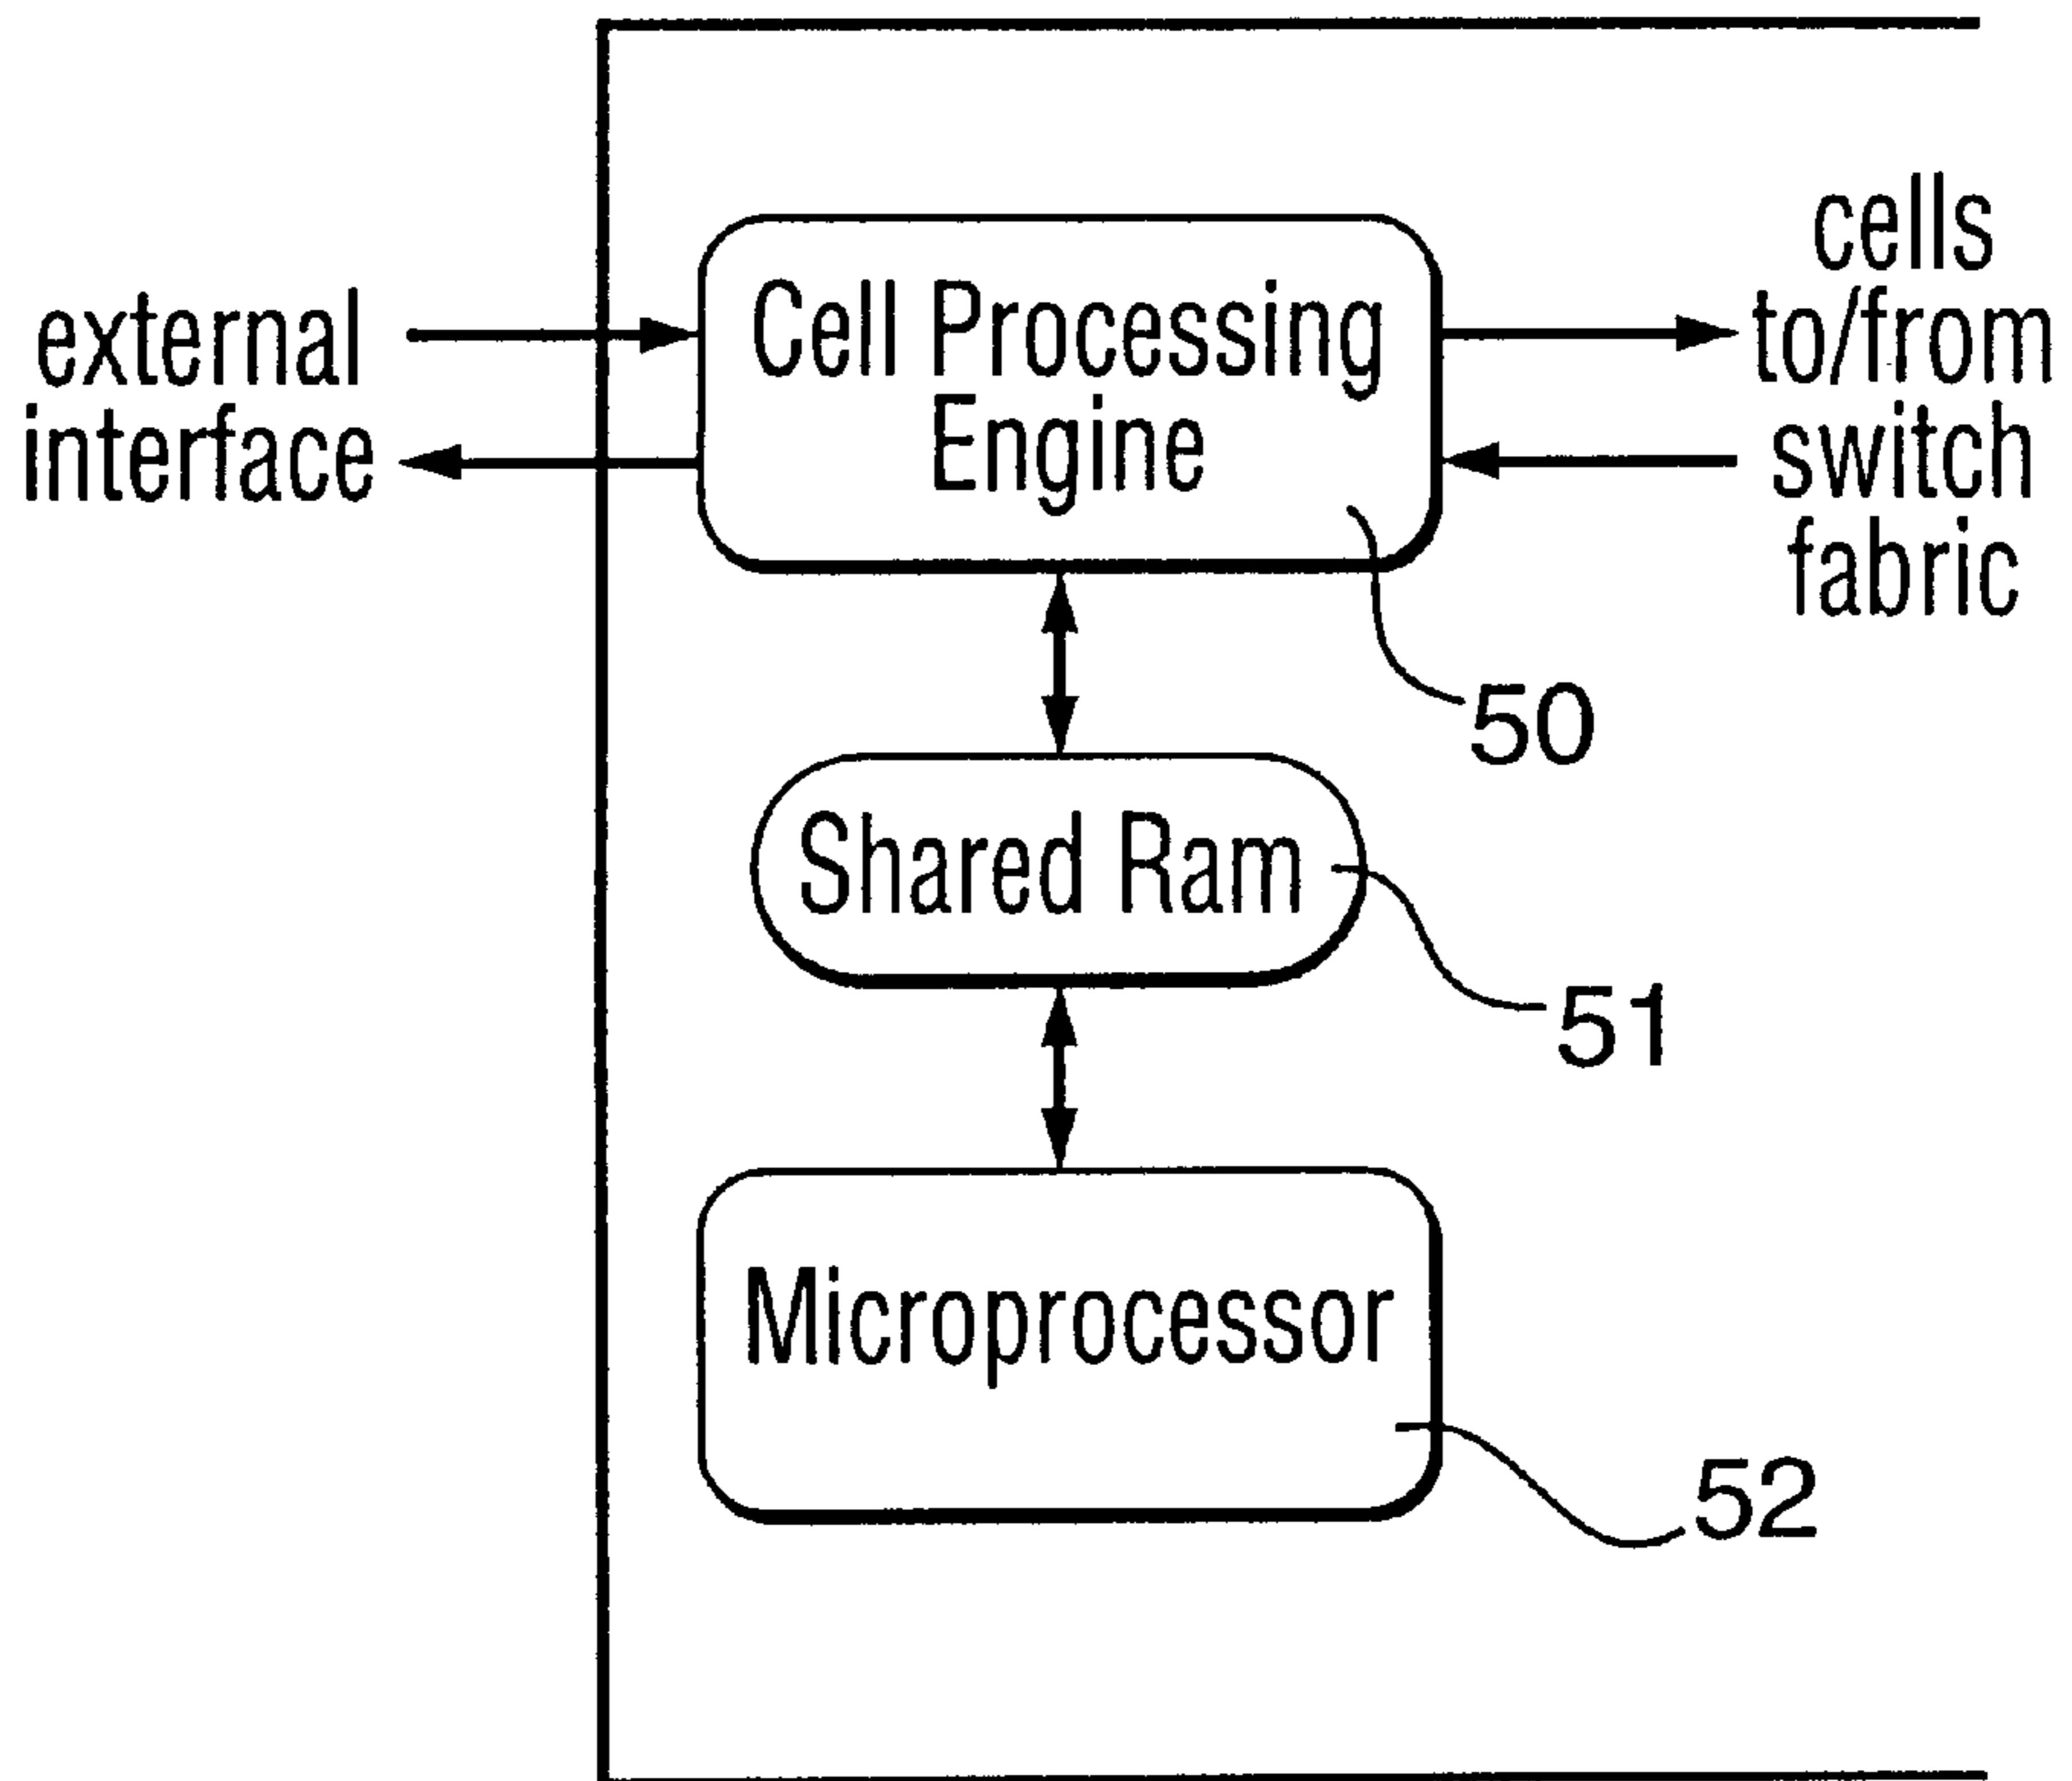 external
interface
Cell Processing
Engine
cells
to/from
switch
fabric
50
Shared Ram
51
Microprocessor
52